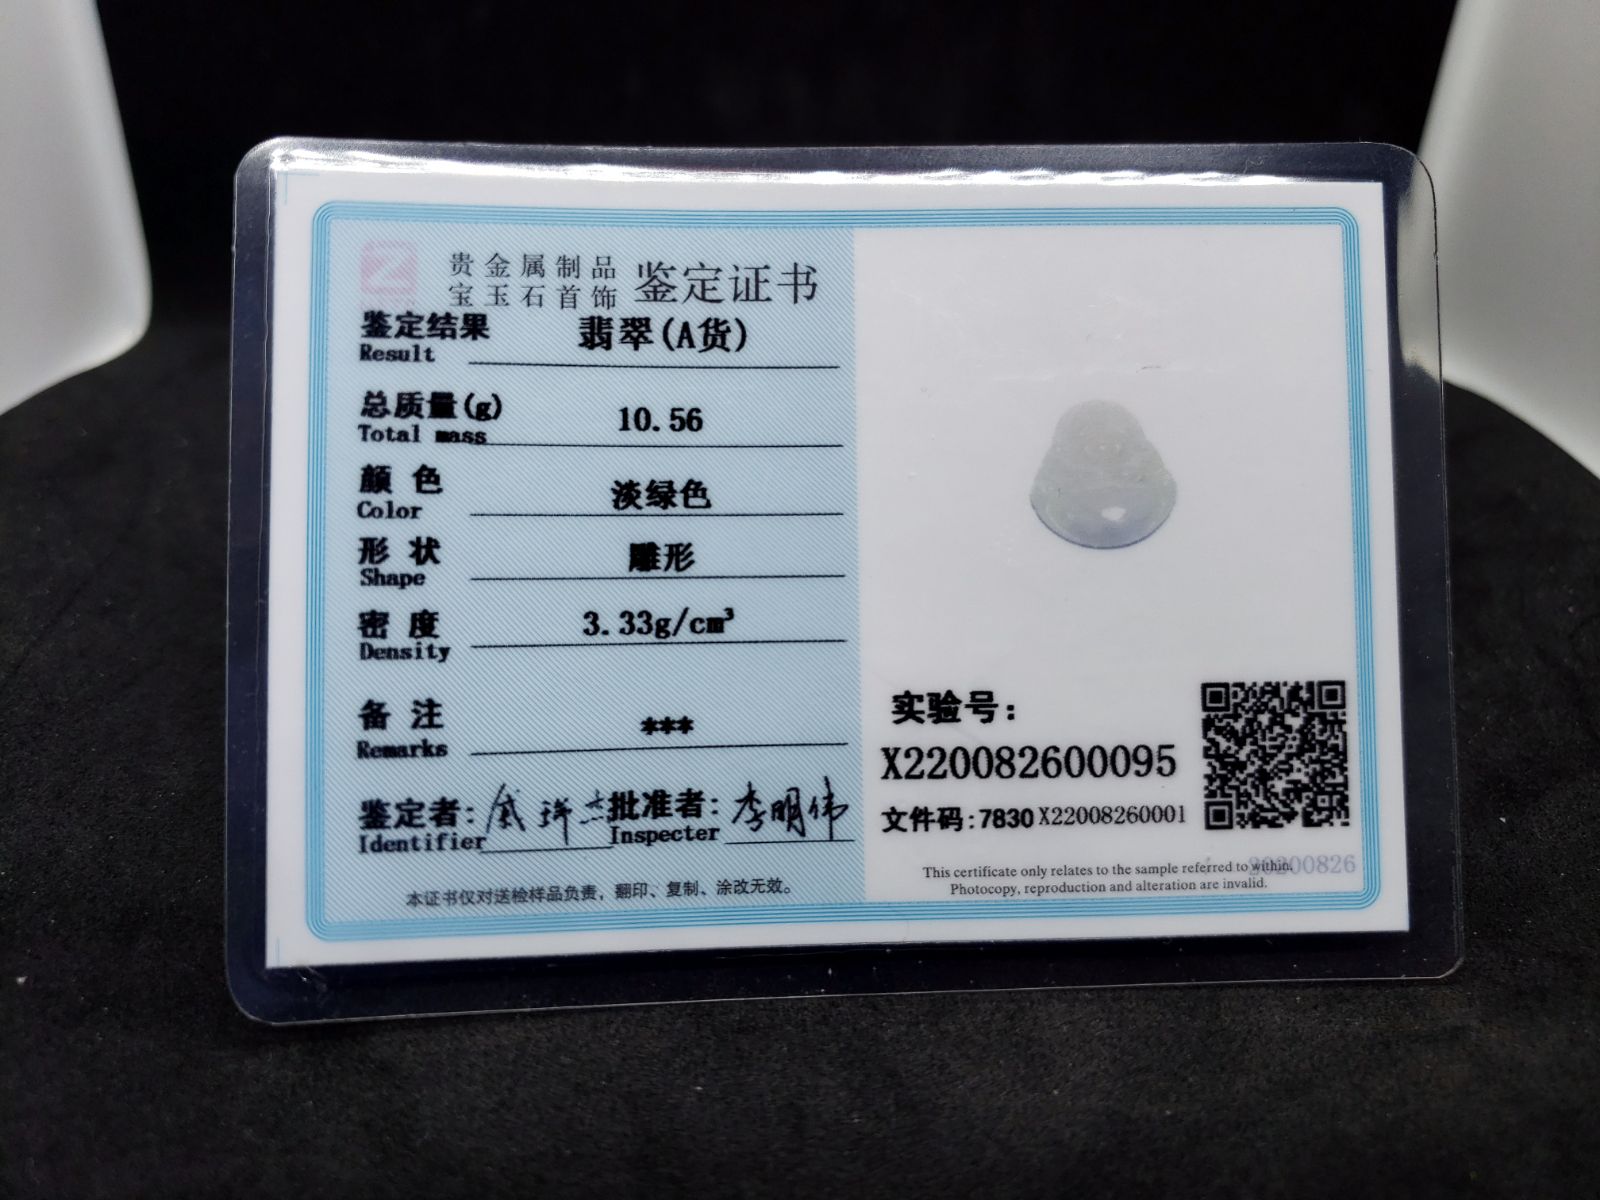 贵金属制品
宝玉石首饰
鉴定证书
鉴定结果 翡翠(A货)
Result
总质量(g) 10.56
Total mass
颜色 淡绿色
Color
形状 雕形
Shape
密度 3.33g/cm³
Density
备注 ***
Remarks
鉴定者: 批准者: 李明伟
Identifier Inspecter
本证书仅对送检样品负责，翻印、复制、涂改无效。
实验号:
X220082600095
文件码:7830X22008260001
This certificate only relates to the sample referred to within.
20200826
Photocopy, reproduction and alteration are invalid.